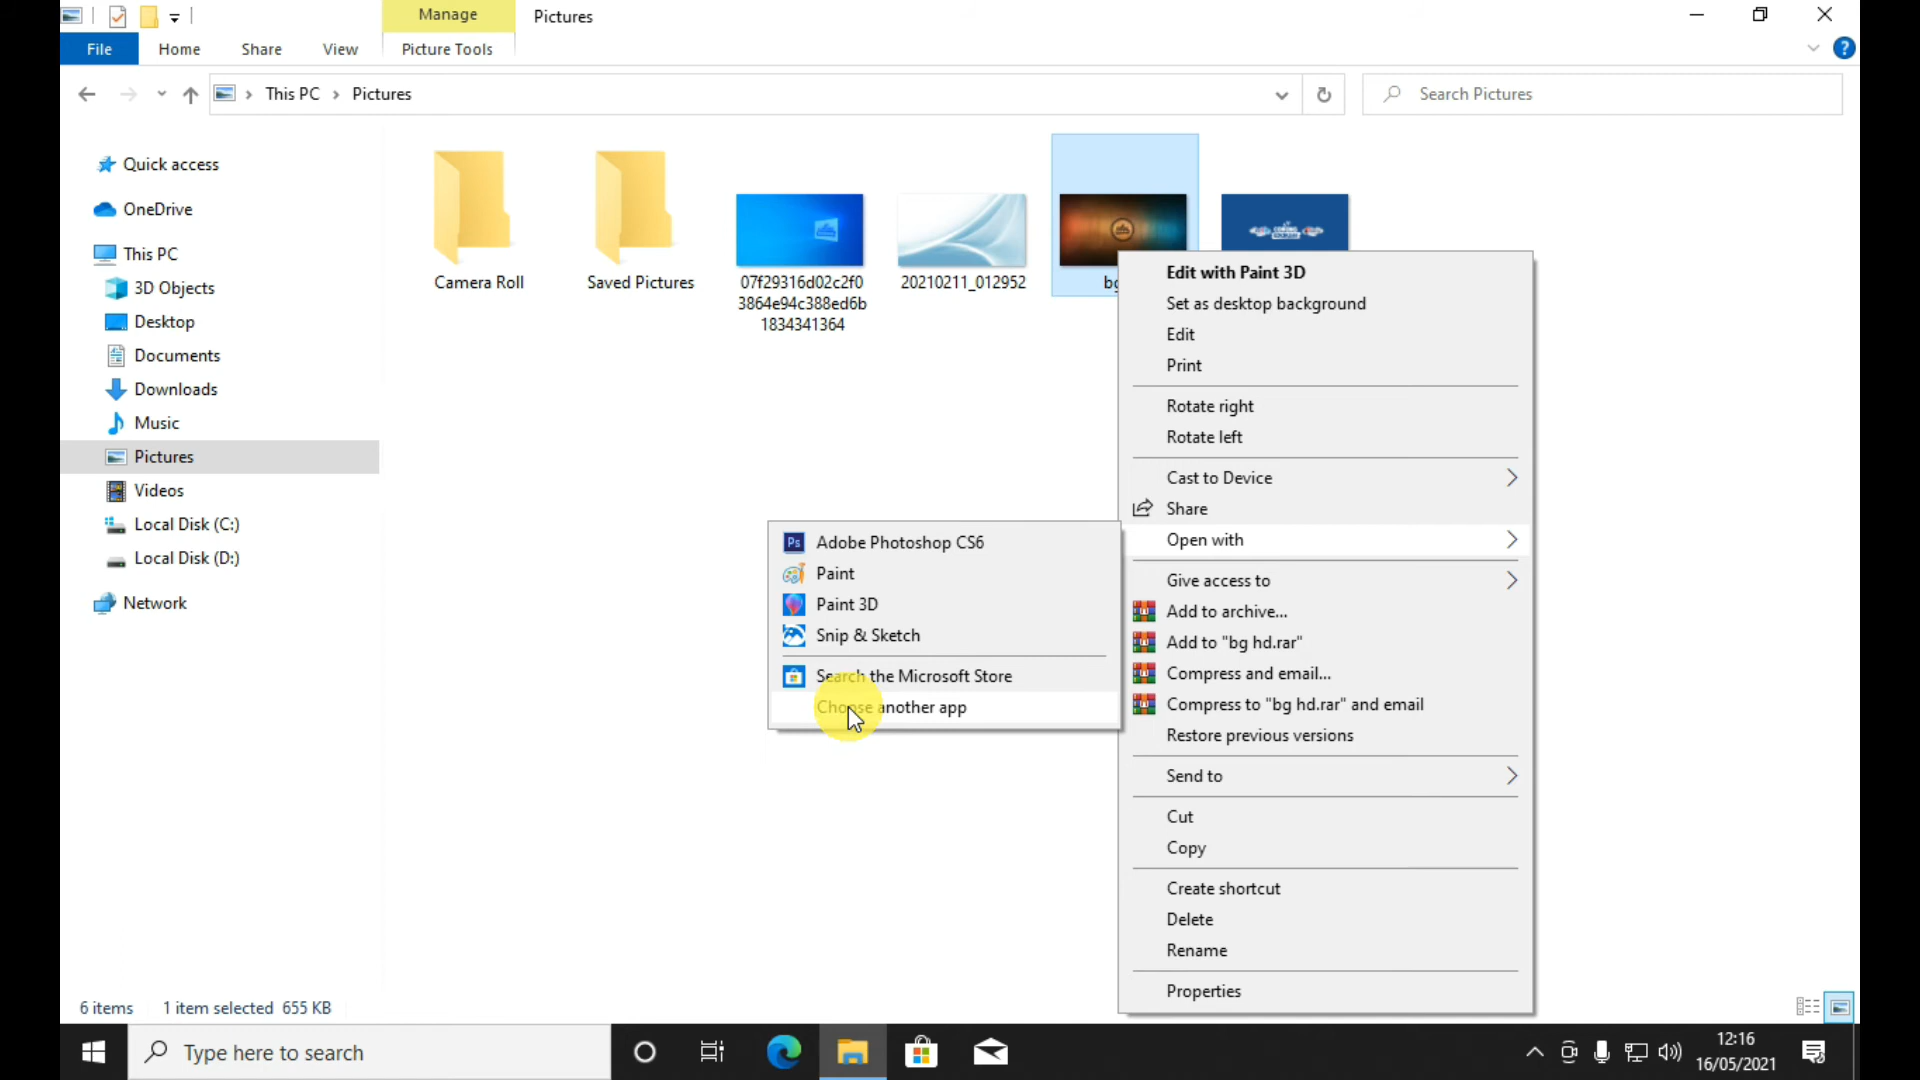 Manage
Pictures
File
Home
Share
View
Picture Tools
This PC
Pictures
Search Pictures
Quick access
OneDrive
This PC
3D Objects
Desktop
Documents
Downloads
Music
Pictures
Videos
Local Disk (C:)
Local Disk (D:)
Network
Camera Roll
Saved Pictures
07f29316d02c2f0
3864e94c388ed6b
1834341364
20210211_012952
Edit with Paint 3D
Set as desktop background
Edit
Print
Rotate right
Rotate left
Cast to Device
Share
Open with
Give access to
Add to archive...
Add to "bg hd.rar"
Compress and email...
Compress to "bg hd.rar" and email
Restore previous versions
Send to
Cut
Copy
Create shortcut
Delete
Rename
Properties
Ps
Adobe Photoshop CS6
Paint
Paint 3D
Snip & Sketch
Search the Microsoft Store
Choose another app
6 items
1 item selected 655 KB
Type here to search
12:16
16/05/2021